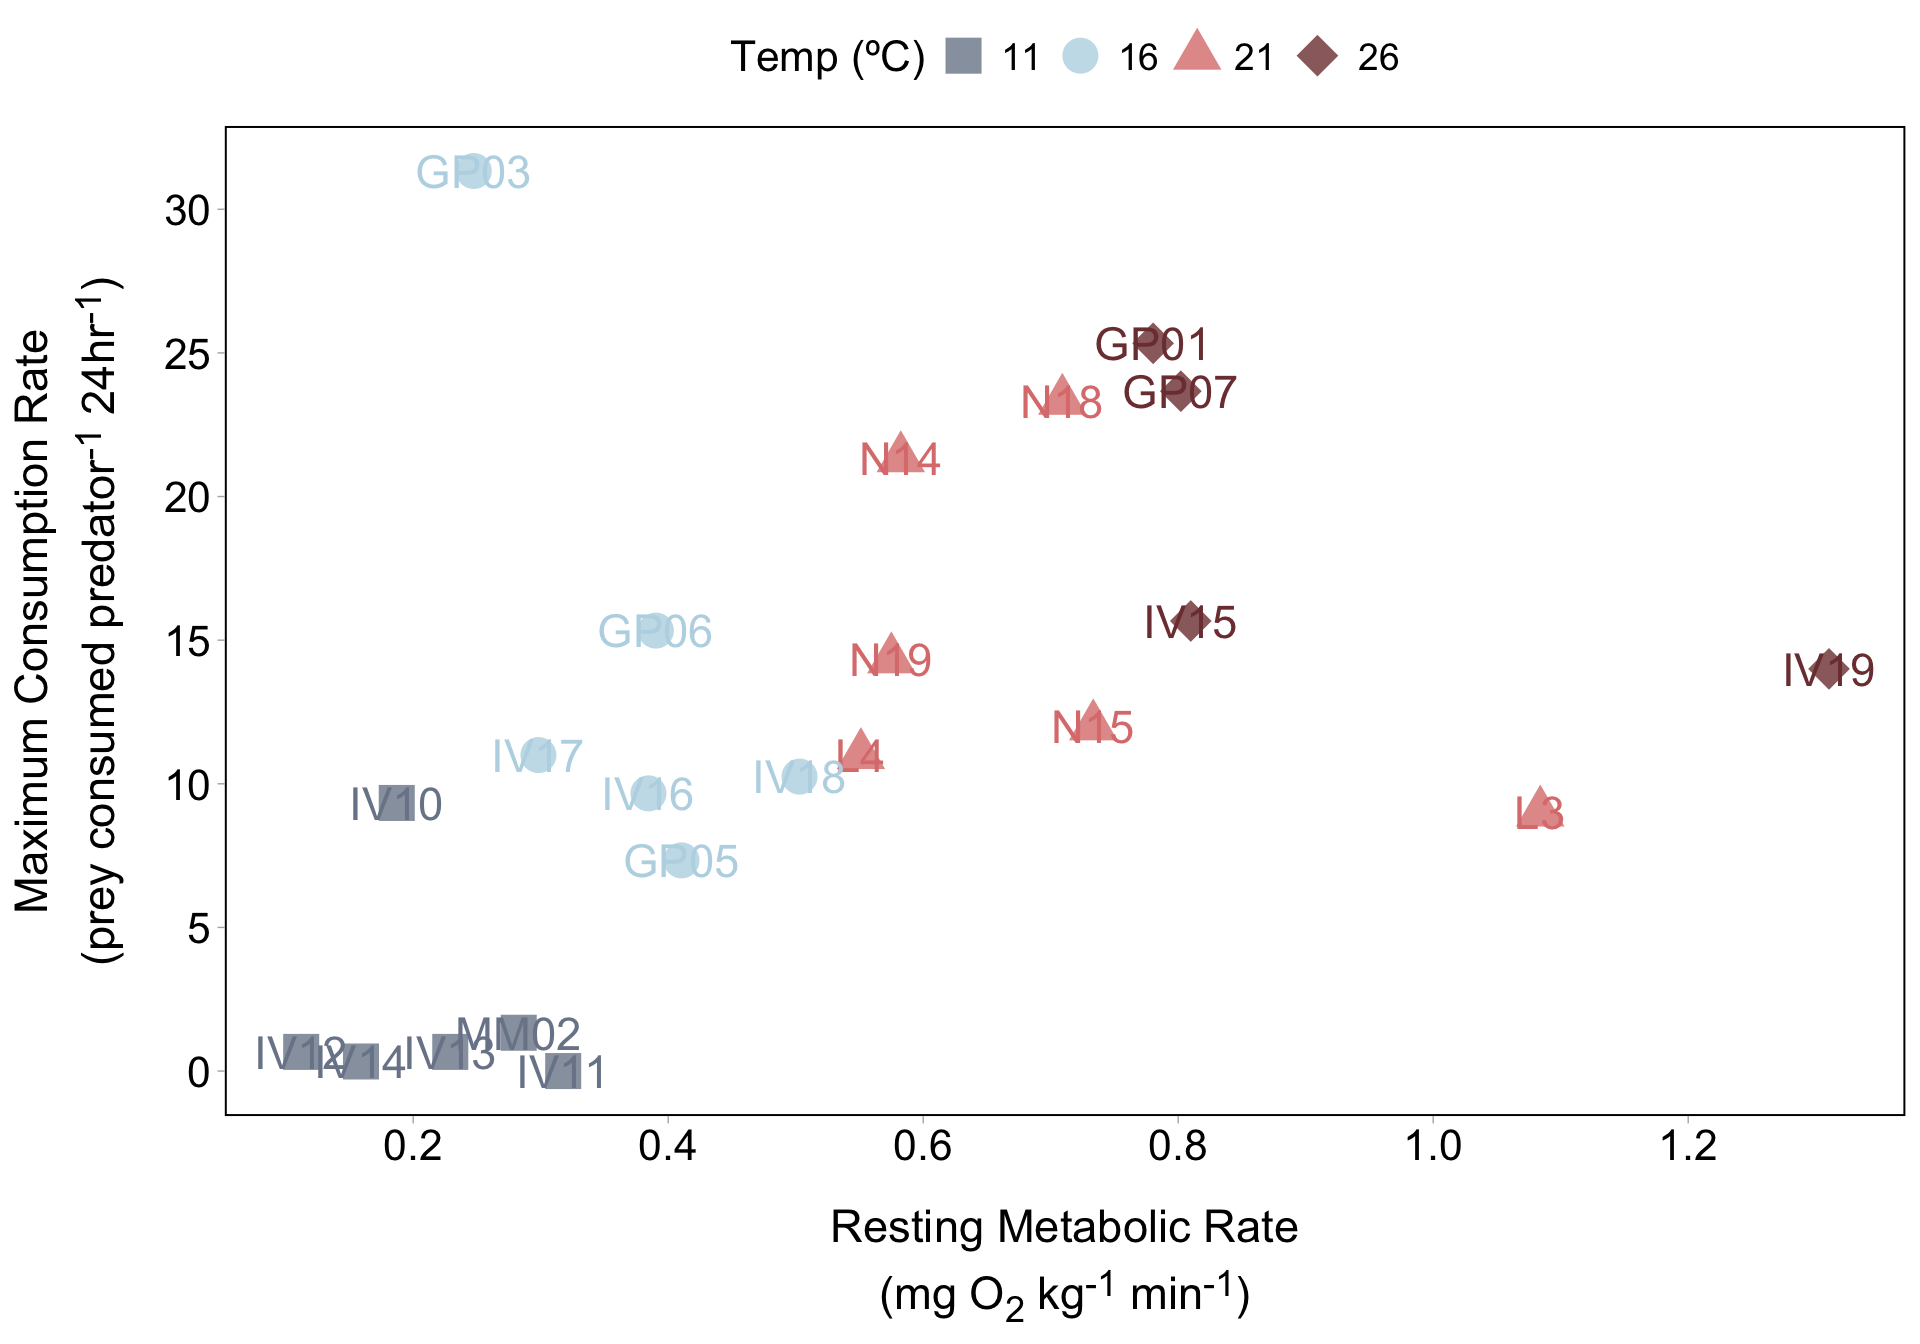 Temp (ºC) 11 16 21 26
Maximum Consumption Rate
(prey consumed predator⁻¹ 24hr⁻¹)
30
25
20
15
10
5
0
GP03
GP01
GP07
N18
N14
IV15
GP06
N19
IV19
N15
IV17
L4
IV18
IV16
IV10
L3
GP05
MM02
IV12
IV14
IV13
IV11
0.2 0.4 0.6 0.8 1.0 1.2
Resting Metabolic Rate
(mg O₂ kg⁻¹ min⁻¹)